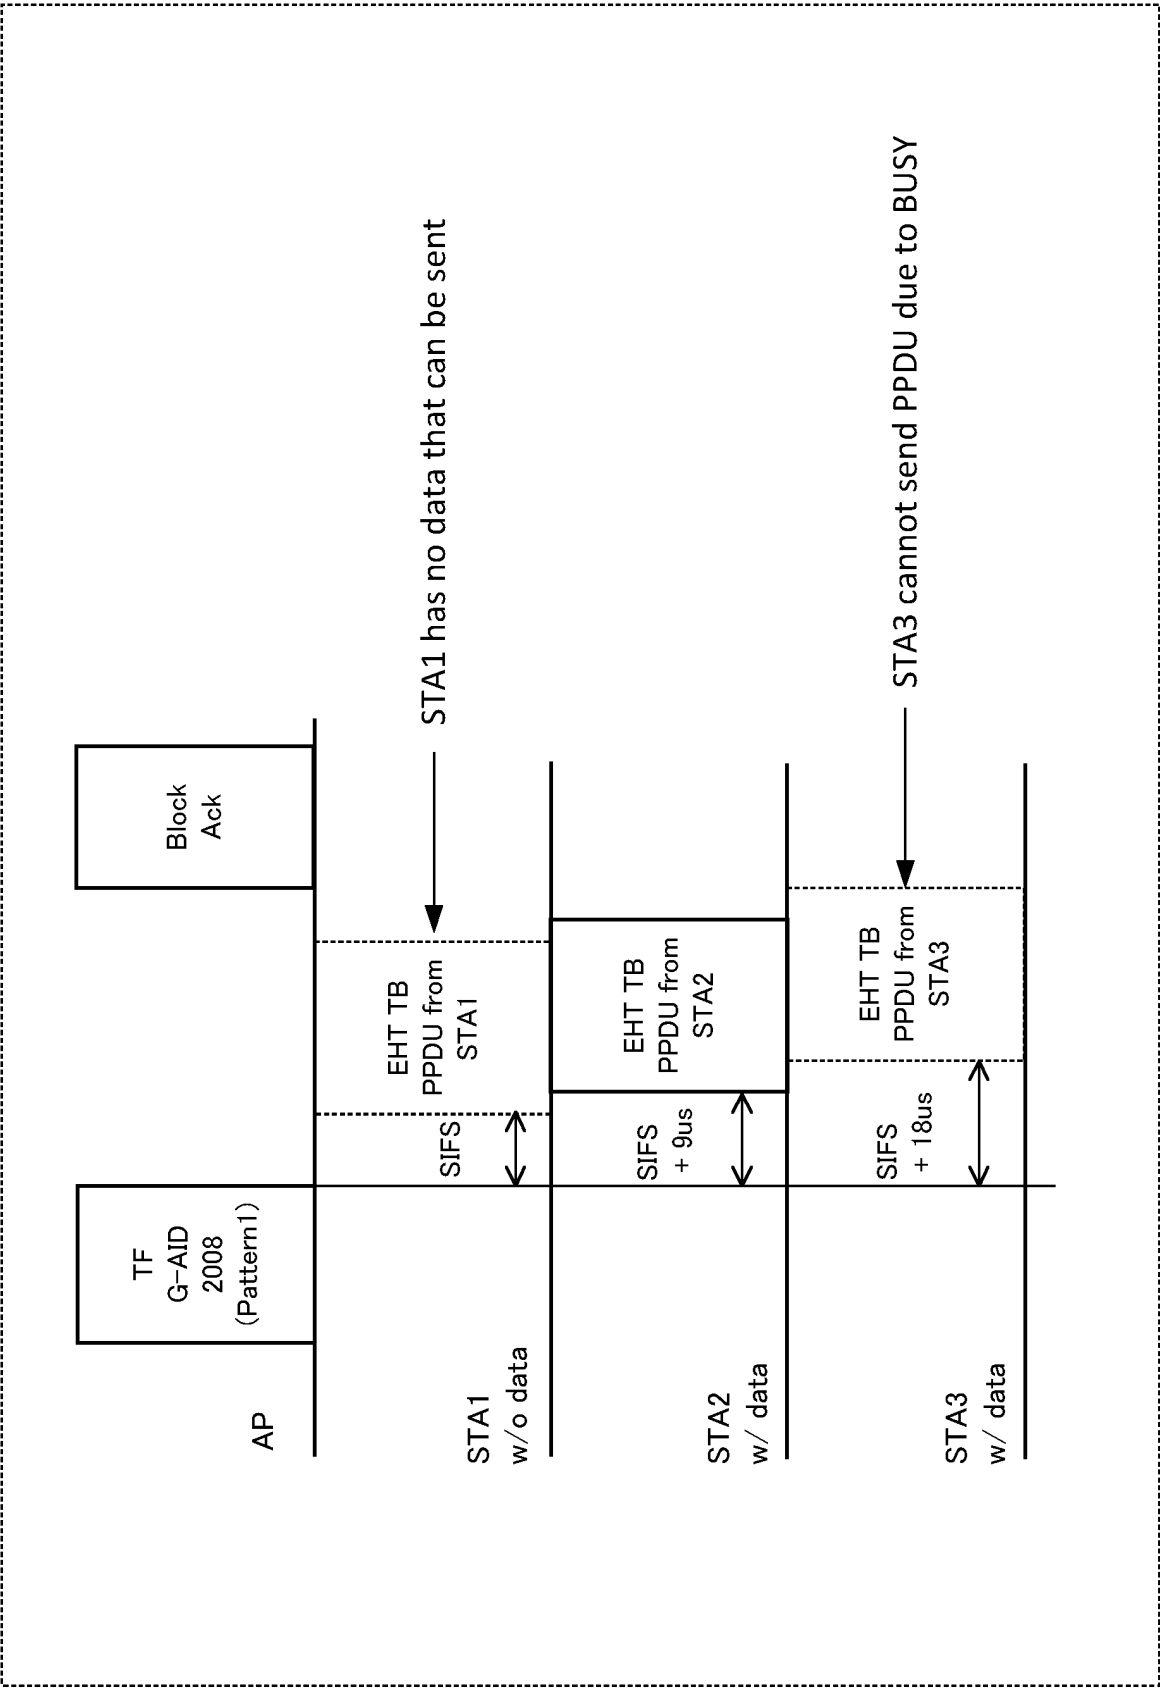 TF
G-AID
2008
(Pattern1)
Block
Ack
AP
EHT TB
PPDU from
STA1
STA1 has no data that can be sent
SIFS
STA1
w/o data
EHT TB
PPDU from
STA2
SIFS
+ 9us
STA2
w/ data
EHT TB
PPDU from
STA3
STA3 cannot send PPDU due to BUSY
SIFS
+ 18us
STA3
w/ data